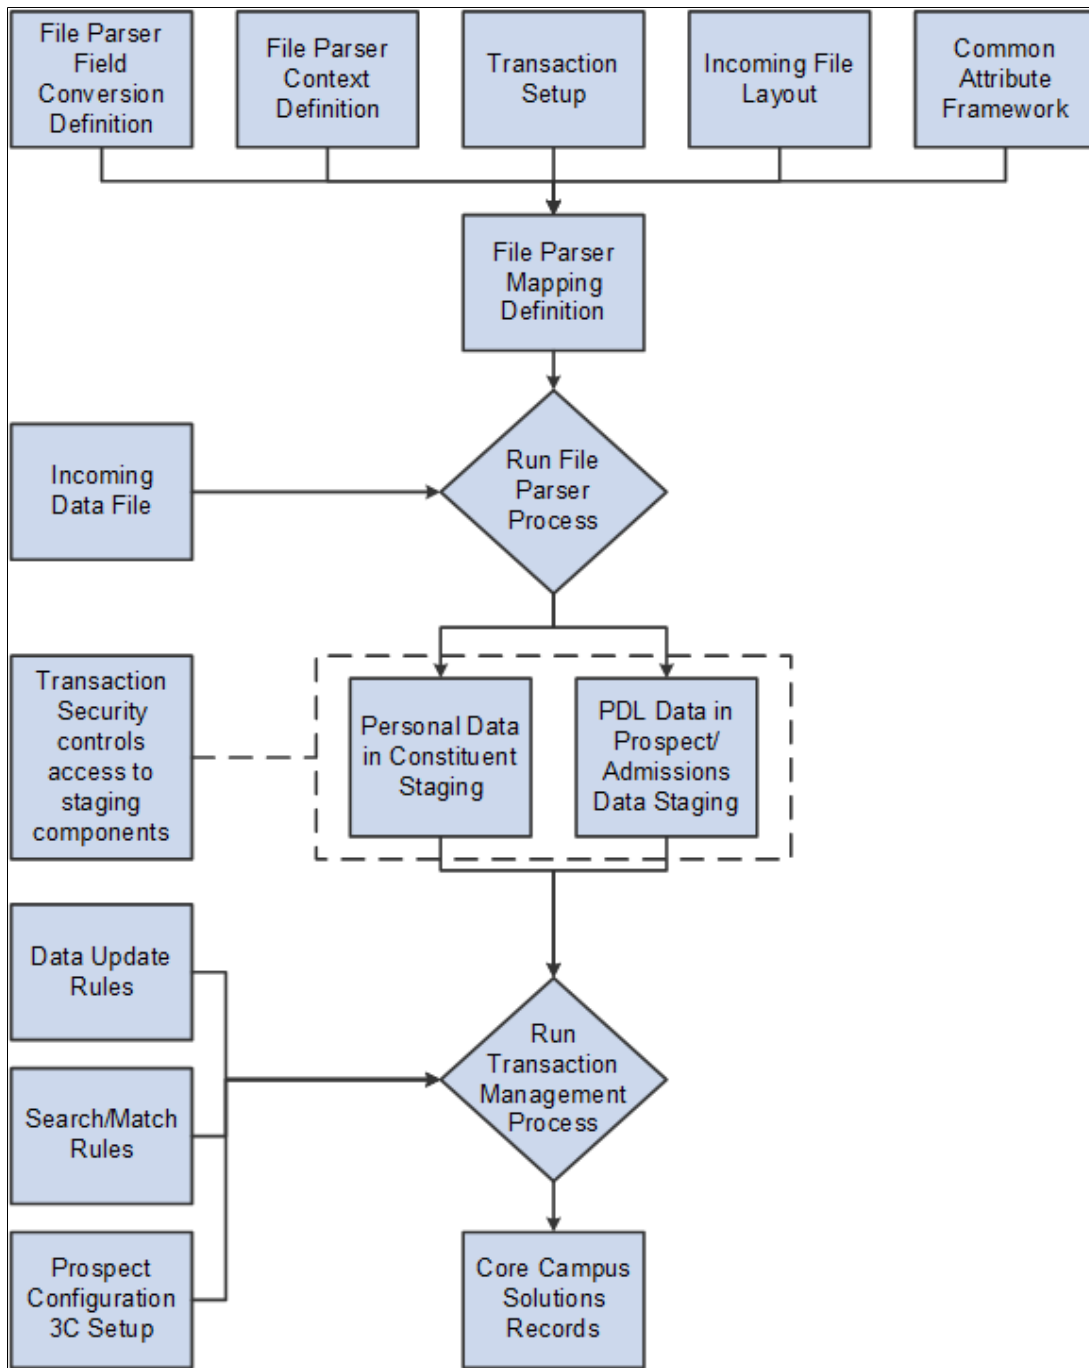 File Parser
Field
Conversion
Definition
File Parser
Context
Definition
Transaction
Setup
Incoming File
Layout
Common
Attribute
Framework
File Parser
Mapping
Definition
Incoming
Data File
Run File
Parser
Process
Transaction
Security
controls
access to
staging
components
Personal Data
in Constituent
Staging
PDL Data in
Prospect/
Admissions
Data Staging
Data Update
Rules
Run
Transaction
Management
Process
Search/Match
Rules
Prospect
Configuration
3C Setup
Core Campus
Solutions
Records